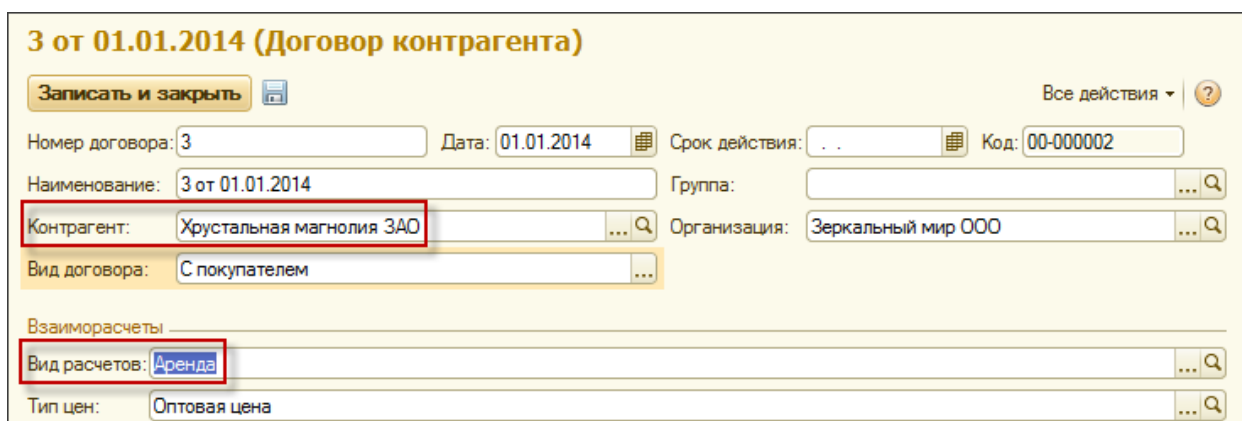 3 от 01.01.2014 (Договор контрагента)
Записать и закрыть Все действия ?
Номер договора: 3 Дата: 01.01.2014 Срок действия: . . Код: 00-000002
Наименование: 3 от 01.01.2014 Группа: ...
Контрагент: Хрустальная магнолия ЗАО ... Организация: Зеркальный мир ООО ...
Вид договора: С покупателем ...
Взаиморасчеты
Вид расчетов: Аренда ...
Тип цен: Оптовая цена ...